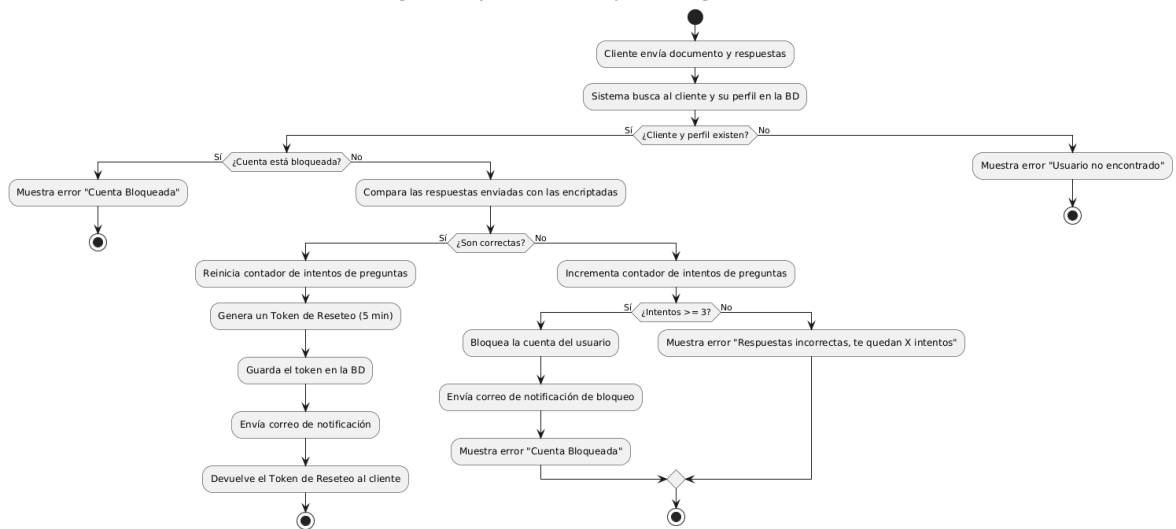 Cliente envía documento y respuestas
Sistema busca al cliente y su perfil en la BD
Sí
¿Cliente y perfil existen?
No
Sí
¿Cuenta está bloqueada?
No
Muestra error "Usuario no encontrado"
Muestra error "Cuenta Bloqueada"
Compara las respuestas enviadas con las encriptadas
Sí
¿Son correctas?
No
Reinicia contador de intentos de preguntas
Incrementa contador de intentos de preguntas
Genera un Token de Reseteo (5 min)
Sí
¿Intentos >= 3?
No
Bloquea la cuenta del usuario
Muestra error "Respuestas incorrectas, te quedan X intentos"
Guarda el token en la BD
Envía correo de notificación de bloqueo
Envía correo de notificación
Muestra error "Cuenta Bloqueada"
Devuelve el Token de Reseteo al cliente